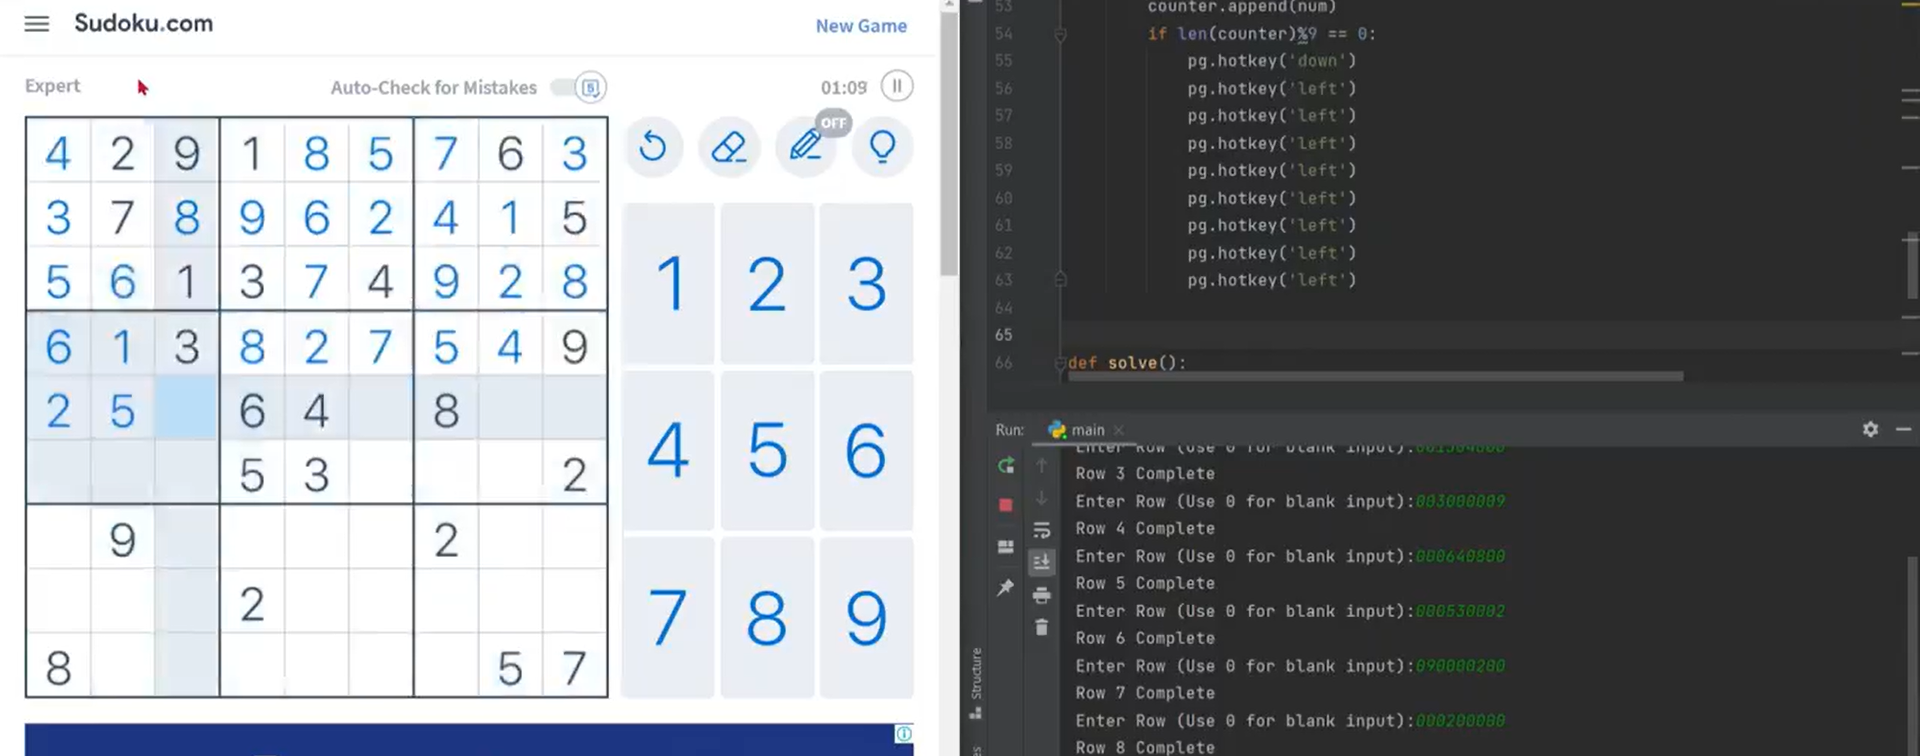 Sudoku.com
New Game
Expert
Auto-Check for Mistakes
01:09
OFF
4 2 9 1 8 5 7 6 3
3 7 8 9 6 2 4 1 5
5 6 1 3 7 4 9 2 8
6 1 3 8 2 7 5 4 9
2 5 6 4 8
5 3 2
9 2
2
8 5 7
1 2 3
4 5 6
7 8 9
53 counter.append(num)
54 if len(counter)%9 == 0:
55 pg.hotkey('down')
56 pg.hotkey('left')
57 pg.hotkey('left')
58 pg.hotkey('left')
59 pg.hotkey('left')
60 pg.hotkey('left')
61 pg.hotkey('left')
62 pg.hotkey('left')
63 pg.hotkey('left')
64
65
66 def solve():
Run: main
Enter Row (Use 0 for blank input):001304000
Row 3 Complete
Enter Row (Use 0 for blank input):003000009
Row 4 Complete
Enter Row (Use 0 for blank input):000640800
Row 5 Complete
Enter Row (Use 0 for blank input):000530002
Row 6 Complete
Enter Row (Use 0 for blank input):090000200
Row 7 Complete
Enter Row (Use 0 for blank input):000200000
Row 8 Complete
Structure